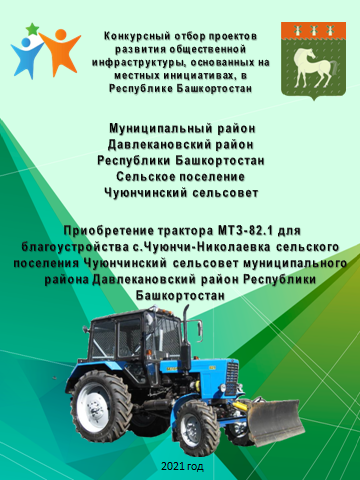 Конкурсный отбор проектов
развития общественной
инфраструктуры, основанных на
местных инициативах, в
Республике Башкортостан
Муниципальный район
Давлекановский район
Республики Башкортостан
Сельское поселение
Чуюнчинский сельсовет
Приобретение трактора МТЗ-82.1 для
благоустройства с.Чуюнчи-Николаевка сельского
поселения Чуюнчинский сельсовет муниципального
района Давлекановский район Республики
Башкортостан
2021 год